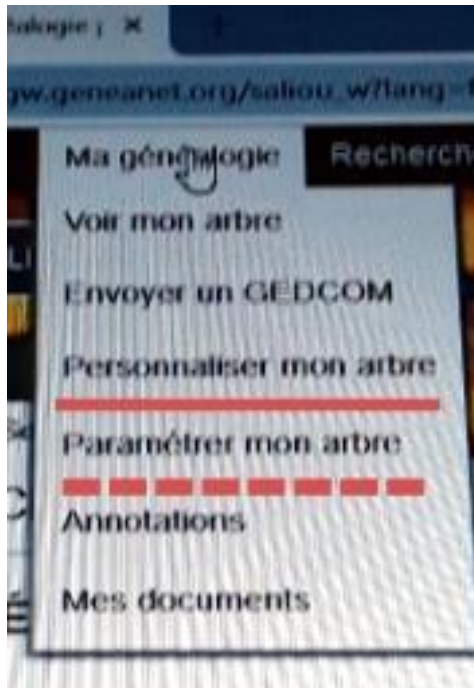 alogie
gw.geneanet.org/saliou_w?lang=f
Ma généalogie Recherch
Voir mon arbre
Envoyer un GEDCOM
Personnaliser mon arbre
Paramétrer mon arbre
Annotations
Mes documents